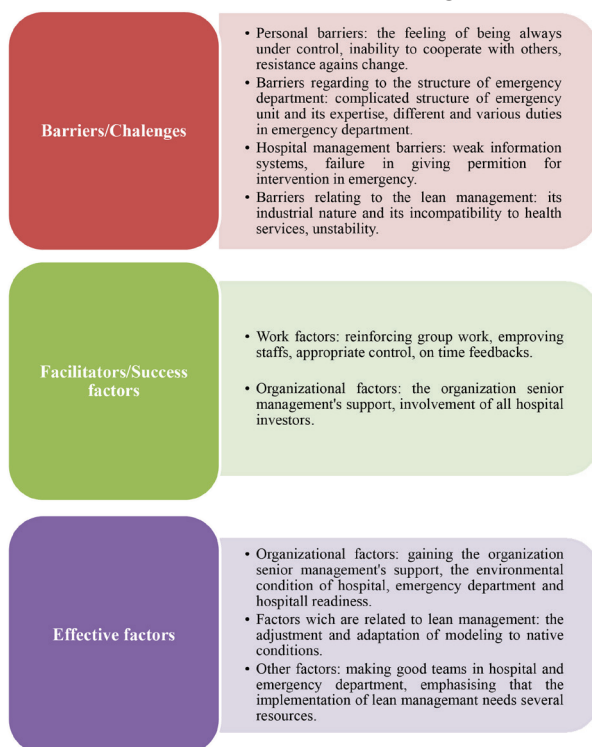 Barriers/Chalenges
• Personal barriers: the feeling of being always
under control, inability to cooperate with others,
resistance agains change.
• Barriers regarding to the structure of emergency
department: complicated structure of emergency
unit and its expertise, different and various duties
in emergency department.
• Hospital management barriers: weak information
systems, failure in giving permition for
intervention in emergency.
• Barriers relating to the lean management: its
industrial nature and its incompatibility to health
services, unstability.
Facilitators/Success
factors
• Work factors: reinforcing group work, emproving
staffs, appropriate control, on time feedbacks.
• Organizational factors: the organization senior
management's support, involvement of all hospital
investors.
Effective factors
• Organizational factors: gaining the organization
senior management's support, the environmental
condition of hospital, emergency department and
hospitall readiness.
• Factors wich are related to lean management: the
adjustment and adaptation of modeling to native
conditions.
• Other factors: making good teams in hospital and
emergency department, emphasising that the
implementation of lean managemant needs several
resources.